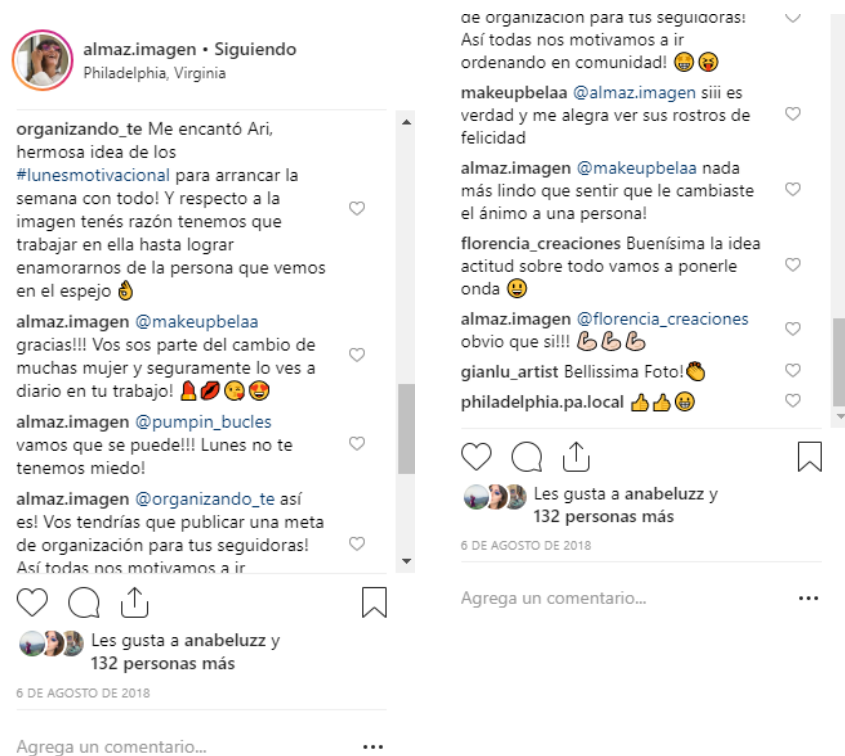 almaz.imagen • Siguiendo
Philadelphia, Virginia
organizando_te Me encantó Ari,
hermosa idea de los
#lunesmotivacional para arrancar la
semana con todo! Y respecto a la
imagen tenés razón tenemos que
trabajar en ella hasta lograr
enamorarnos de la persona que vemos
en el espejo 👌
almaz.imagen @makeupbelaa
gracias!!! Vos sos parte del cambio de
muchas mujer y seguramente lo ves a
diario en tu trabajo! 💄💋😘😍
almaz.imagen @pumpin_bucles
vamos que se puede!!! Lunes no te
tenemos miedo!
almaz.imagen @organizando_te así
es! Vos tendrías que publicar una meta
de organización para tus seguidoras!
Así todas nos motivamos a ir
Les gusta a anabeluzz y
132 personas más
6 DE AGOSTO DE 2018
Agrega un comentario...
de organización para tus seguidoras!
Así todas nos motivamos a ir
ordenando en comunidad! 🤩😝
makeupbelaa @almaz.imagen siii es
verdad y me alegra ver sus rostros de
felicidad
almaz.imagen @makeupbelaa nada
más lindo que sentir que le cambiaste
el ánimo a una persona!
florencia_creaciones Buenísima la idea
actitud sobre todo vamos a ponerle
onda 😀
almaz.imagen @florencia_creaciones
obvio que si!!! 💪🏻💪🏻💪🏻
gianlu_artist Bellissima Foto!👏
philadelphia.pa.local 👍👍😀
Les gusta a anabeluzz y
132 personas más
6 DE AGOSTO DE 2018
Agrega un comentario...